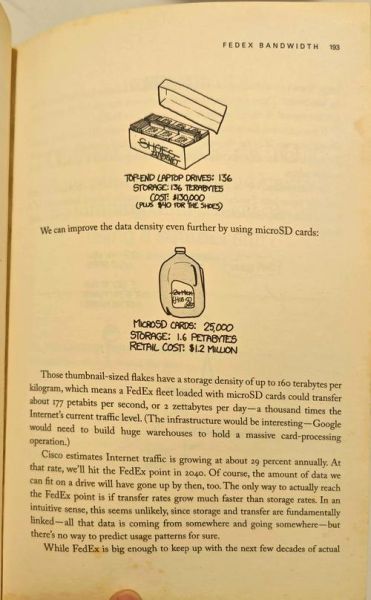 FEDEX BANDWIDTH 193
SHOES
INTERNET
TOP-END LAPTOP DRIVES: 136
STORAGE: 136 TERABYTES
COST: $130,000
(PLUS $40 FOR THE SHOES)
We can improve the data density even further by using microSD cards:
MICROSD CARDS: 25,000
STORAGE: 1.6 PETABYTES
RETAIL COST: $1.2 MILLION
Those thumbnail-sized flakes have a storage density of up to 160 terabytes per
kilogram, which means a FedEx fleet loaded with microSD cards could transfer
about 177 petabits per second, or 2 zettabytes per day—a thousand times the
Internet's current traffic level. (The infrastructure would be interesting—Google
would need to build huge warehouses to hold a massive card-processing
operation.)
Cisco estimates Internet traffic is growing at about 29 percent annually. At
that rate, we'll hit the FedEx point in 2040. Of course, the amount of data we
can fit on a drive will have gone up by then, too. The only way to actually reach
the FedEx point is if transfer rates grow much faster than storage rates. In an
intuitive sense, this seems unlikely, since storage and transfer are fundamentally
linked—all that data is coming from somewhere and going somewhere—but
there's no way to predict usage patterns for sure.
While FedEx is big enough to keep up with the next few decades of actual